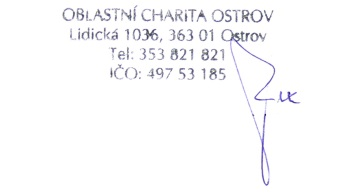 OBLASTNÍ CHARITA OSTROV
Lidická 1036, 363 01 Ostrov
Tel: 353 821 821
IČO: 497 53 185